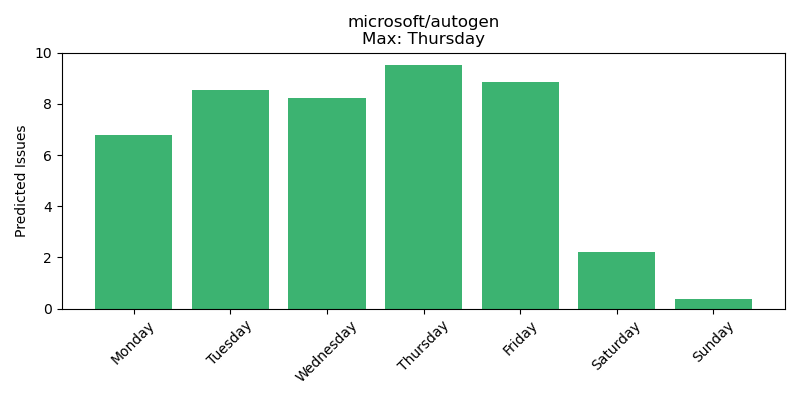 microsoft/autogen
Max: Thursday
Predicted Issues
10
8
6
4
2
0
Monday
Tuesday
Wednesday
Thursday
Friday
Saturday
Sunday